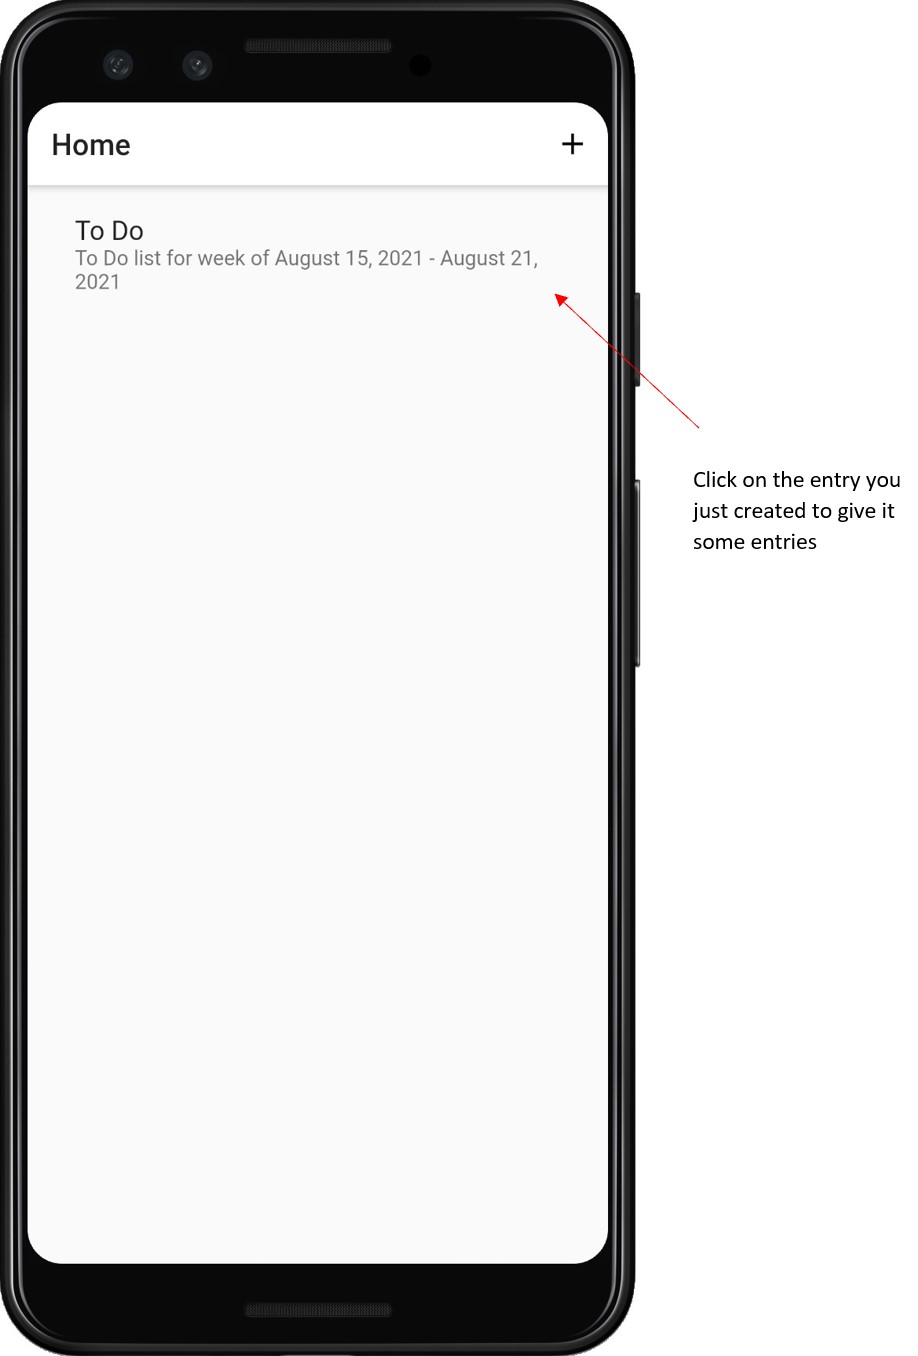 Home +
To Do
To Do list for week of August 15, 2021 - August 21,
2021
Click on the entry you
just created to give it
some entries